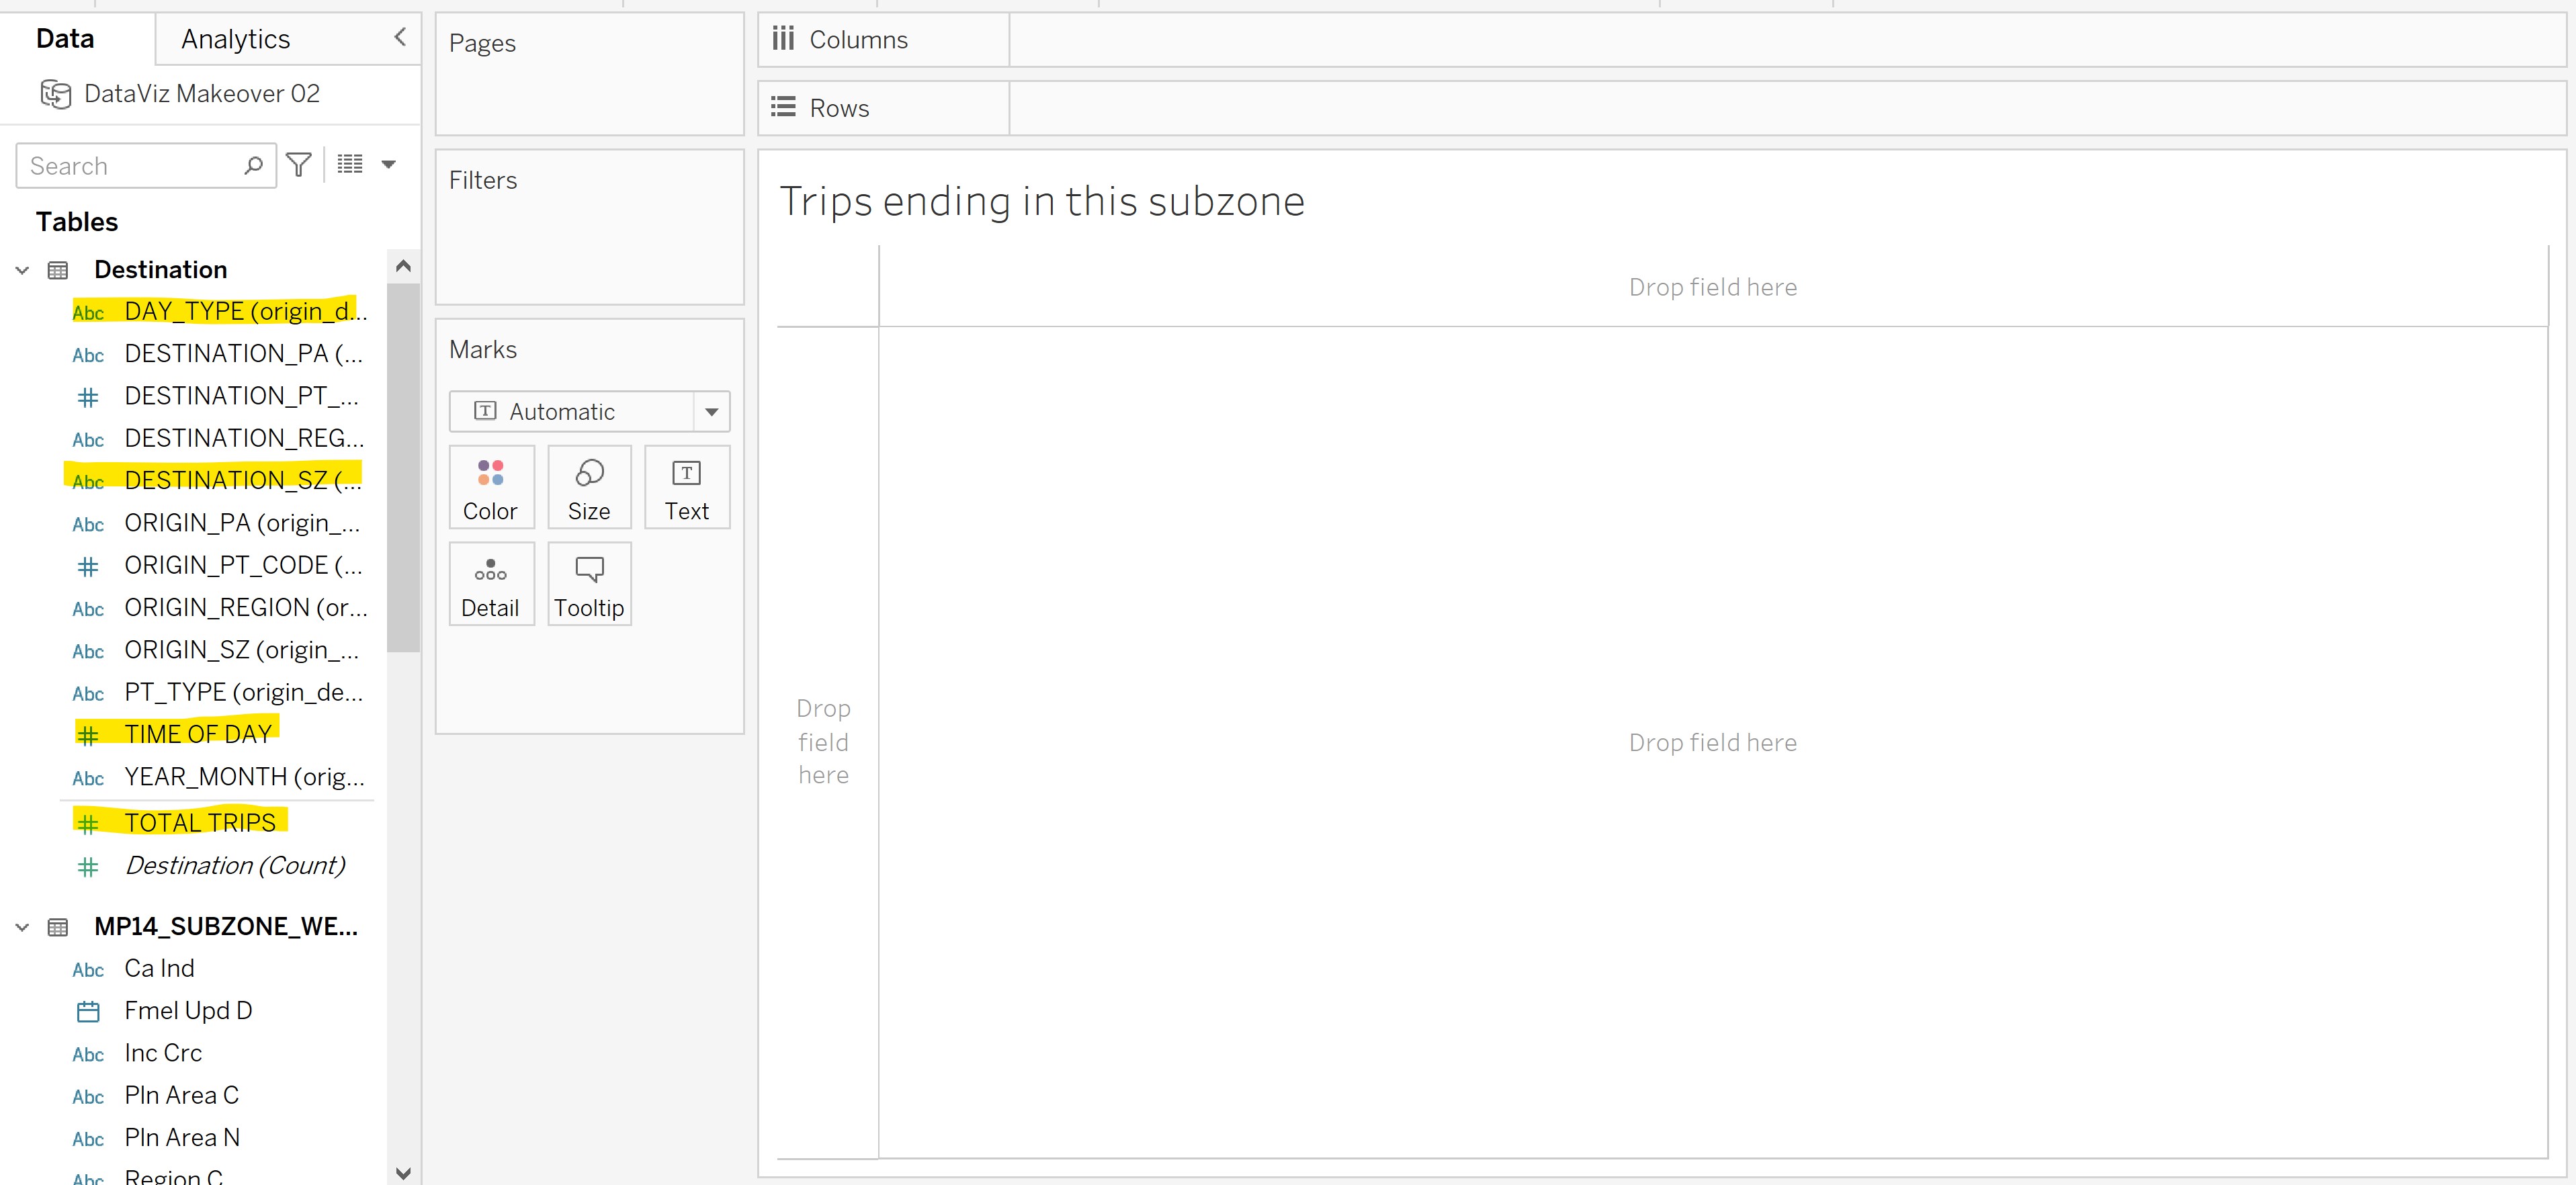 Data
Analytics
DataViz Makeover 02
Search
Tables
Destination
Abc DAY_TYPE (origin_d...
Abc DESTINATION_PA (...
DESTINATION_PT_...
Abc DESTINATION_REG...
Abc DESTINATION_SZ (...
Abc ORIGIN_PA (origin_...
ORIGIN_PT_CODE (...
Abc ORIGIN_REGION (or...
Abc ORIGIN_SZ (origin_...
Abc PT_TYPE (origin_de...
# TIME OF DAY
Abc YEAR_MONTH (orig...
# TOTAL TRIPS
# Destination (Count)
MP14_SUBZONE_WE...
Abc Ca Ind
Fmel Upd D
Abc Inc Crc
Abc Pln Area C
Abc Pln Area N
Abc Region C
Pages
Filters
Marks
T Automatic
Color
Size
T
Text
Detail
Tooltip
Columns
Rows
Trips ending in this subzone
Drop field here
Drop
field
here
Drop field here